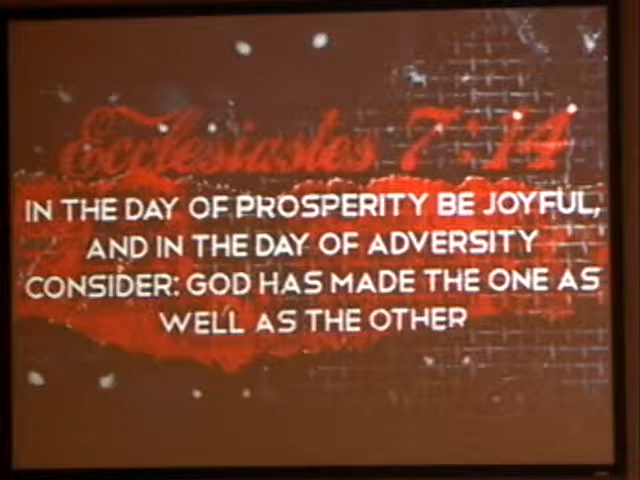 Ecclesiastes 7:14
IN THE DAY OF PROSPERITY BE JOYFUL,
AND IN THE DAY OF ADVERSITY
CONSIDER: GOD HAS MADE THE ONE AS
WELL AS THE OTHER